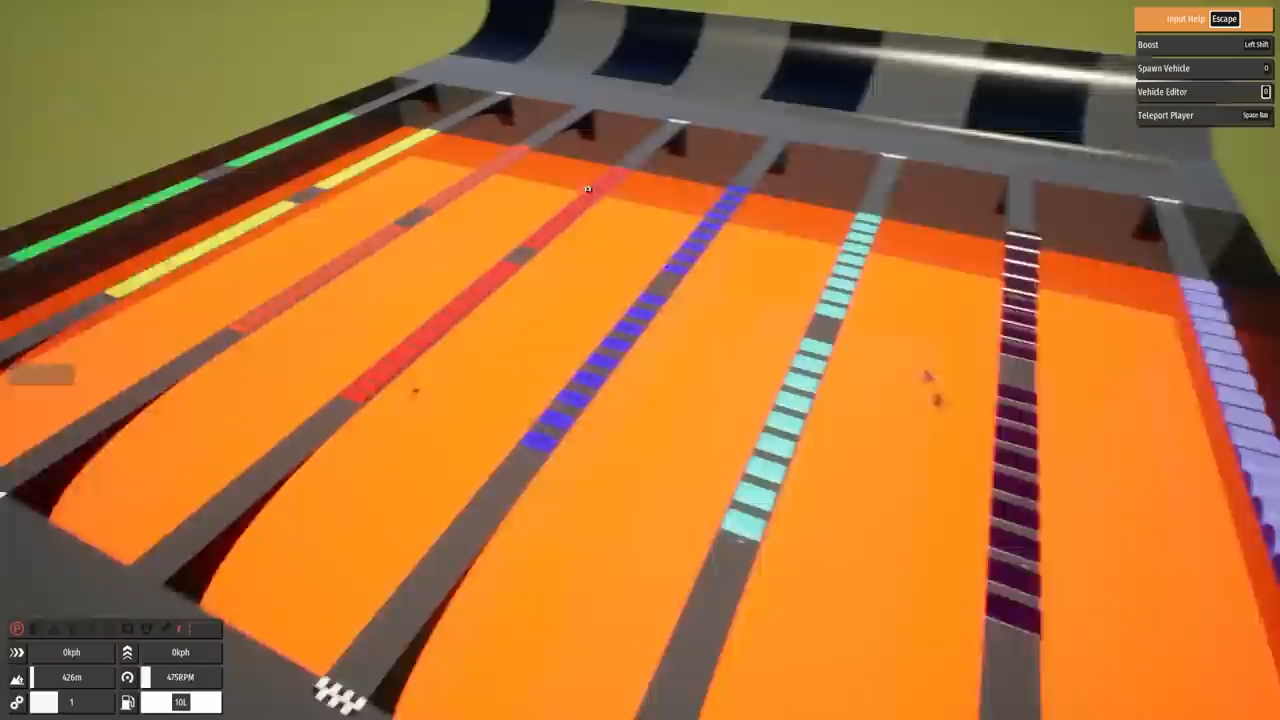 Input Help Escape
Boost Left Shift
Spawn Vehicle 0
Vehicle Editor 0
Teleport Player Space Bar
0kph 0kph
426m 475RPM
1 10L